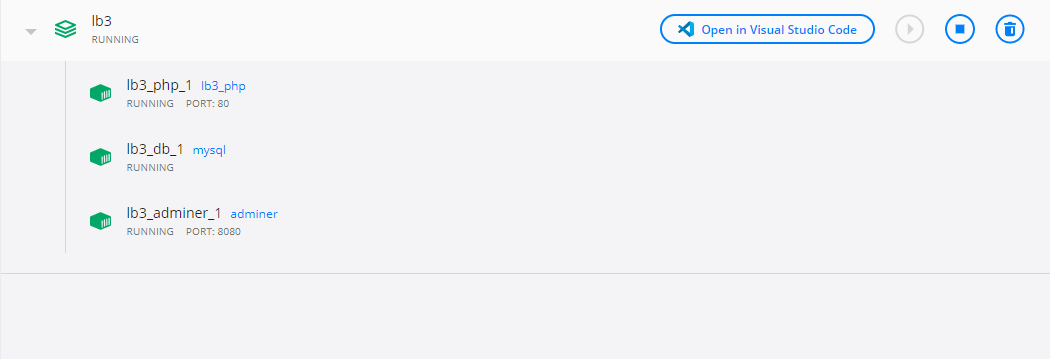 lb3
RUNNING
Open in Visual Studio Code
lb3_php_1 lb3_php
RUNNING PORT: 80
lb3_db_1 mysql
RUNNING
lb3_adminer_1 adminer
RUNNING PORT: 8080